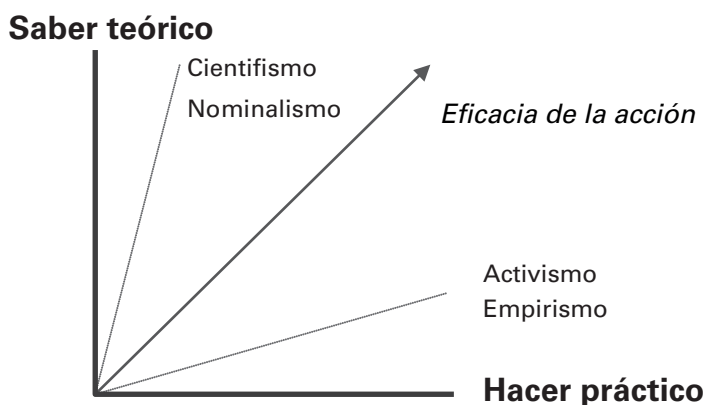 Saber teórico
Cientifismo
Nominalismo
Eficacia de la acción
Activismo
Empirismo
Hacer práctico